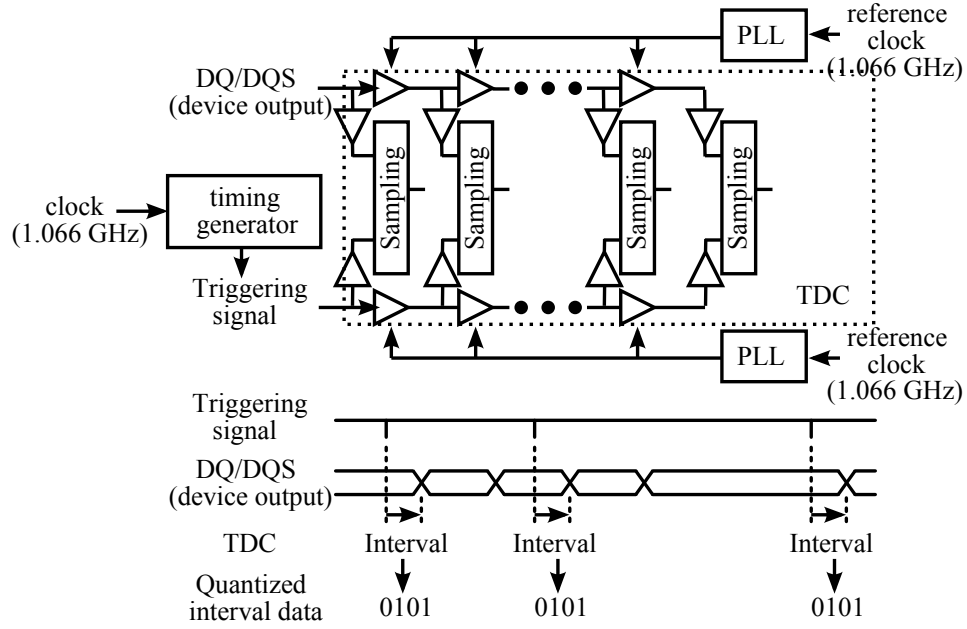 PLL
reference
clock
(1.066 GHz)
DQ/DQS
(device output)
Sampling
Sampling
Sampling
Sampling
clock
(1.066 GHz)
timing
generator
Triggering
signal
TDC
PLL
reference
clock
(1.066 GHz)
Triggering
signal
DQ/DQS
(device output)
TDC
Interval
Interval
Interval
Quantized
interval data
0101
0101
0101